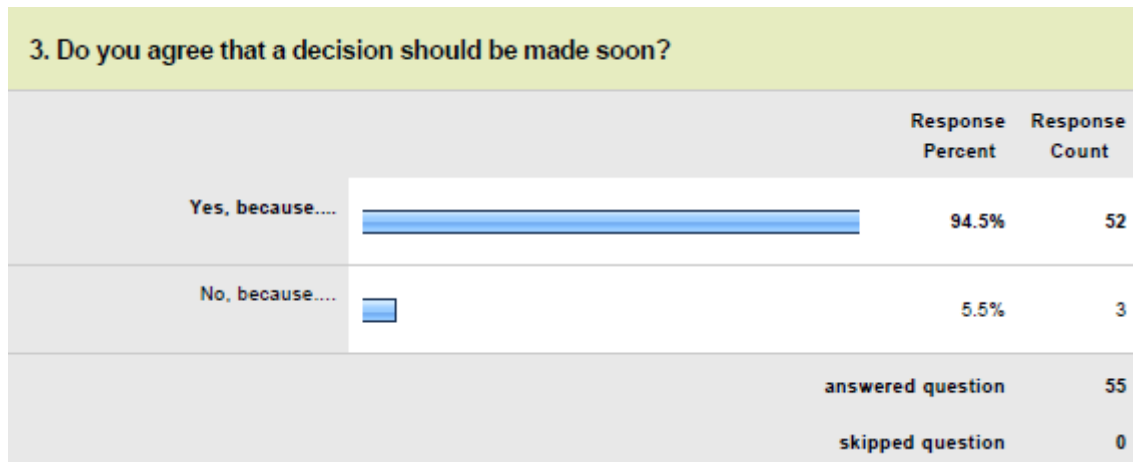 3. Do you agree that a decision should be made soon?
Response Response
Percent Count
Yes, because.... 94.5% 52
No, because.... 5.5% 3
answered question 55
skipped question 0